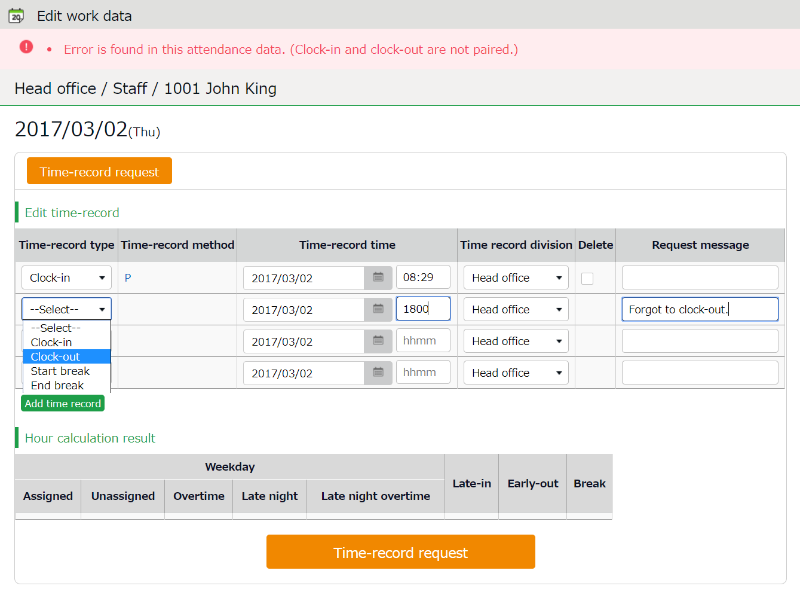 Edit work data
• Error is found in this attendance data. (Clock-in and clock-out are not paired.)
Head office / Staff / 1001 John King
2017/03/02(Thu)
Time-record request
Edit time-record
Time-record type Time-record method Time-record time Time record division Delete Request message
Clock-in P 2017/03/02 08:29 Head office
--Select-- 2017/03/02 1800 Head office Forgot to clock-out.
--Select--
Clock-in
2017/03/02 hhmm Head office
Clock-out
Start break
2017/03/02 hhmm Head office
End break
Add time record
Hour calculation result
Weekday
Late-in Early-out Break
Assigned Unassigned Overtime Late night Late night overtime
Time-record request